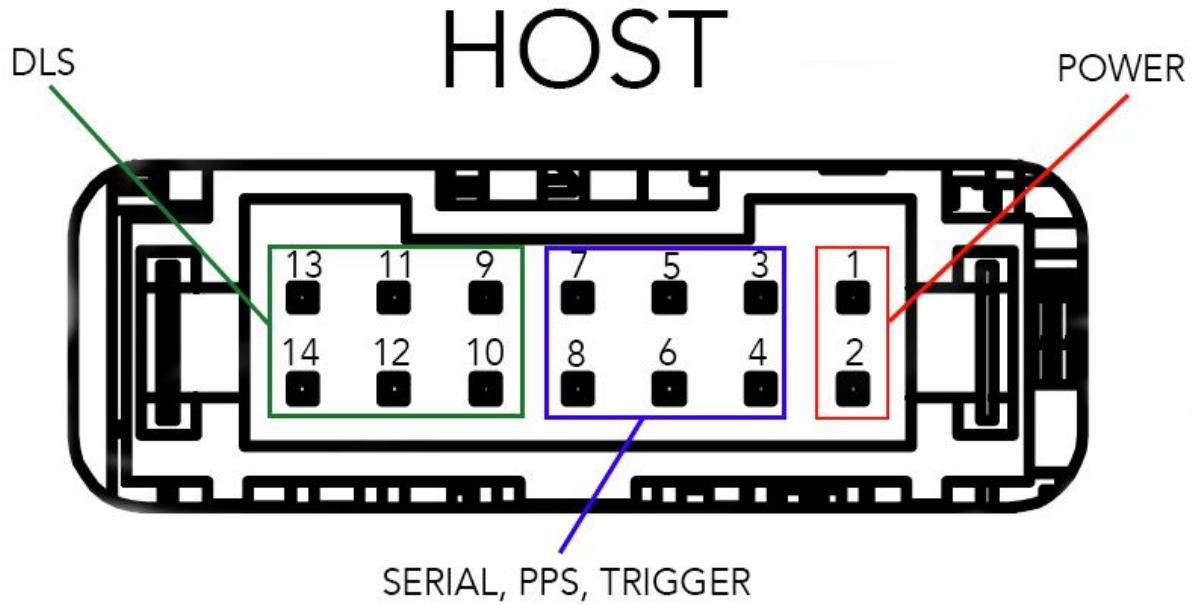 HOST
DLS
POWER
13 11 9 7 5 3 1
14 12 10 8 6 4 2
SERIAL, PPS, TRIGGER